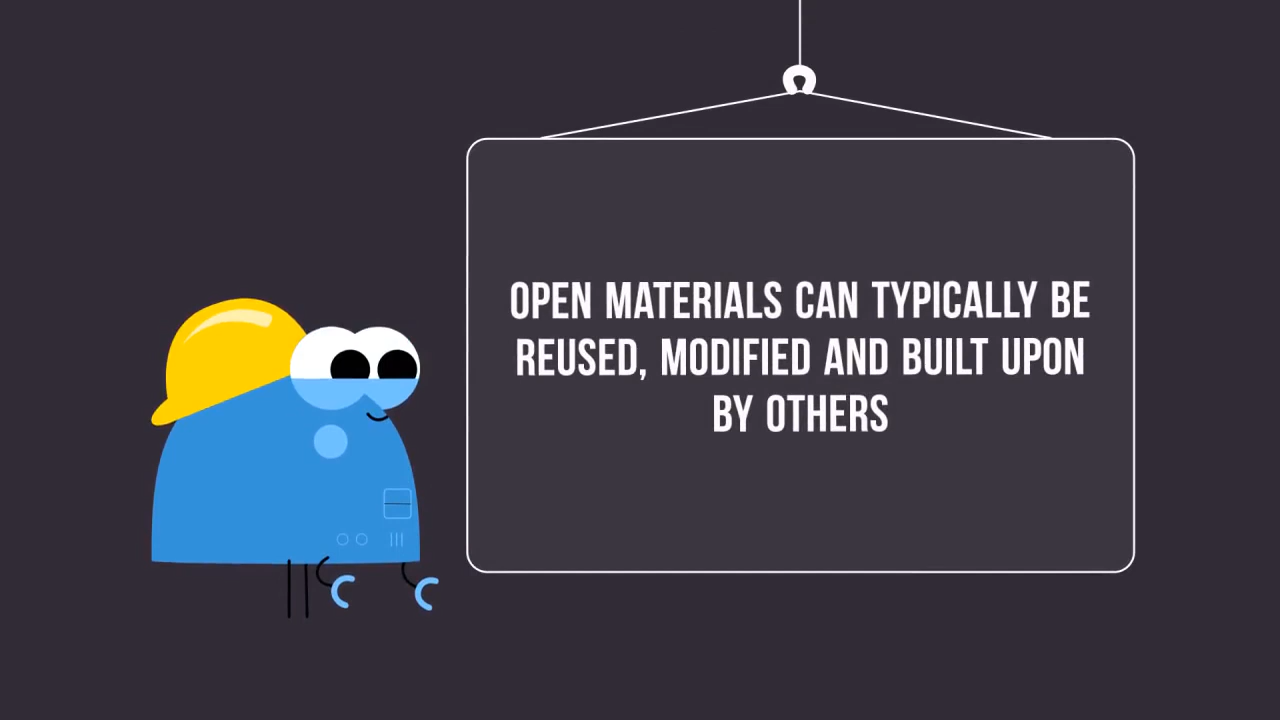 OPEN MATERIALS CAN TYPICALLY BE
REUSED, MODIFIED AND BUILT UPON
BY OTHERS